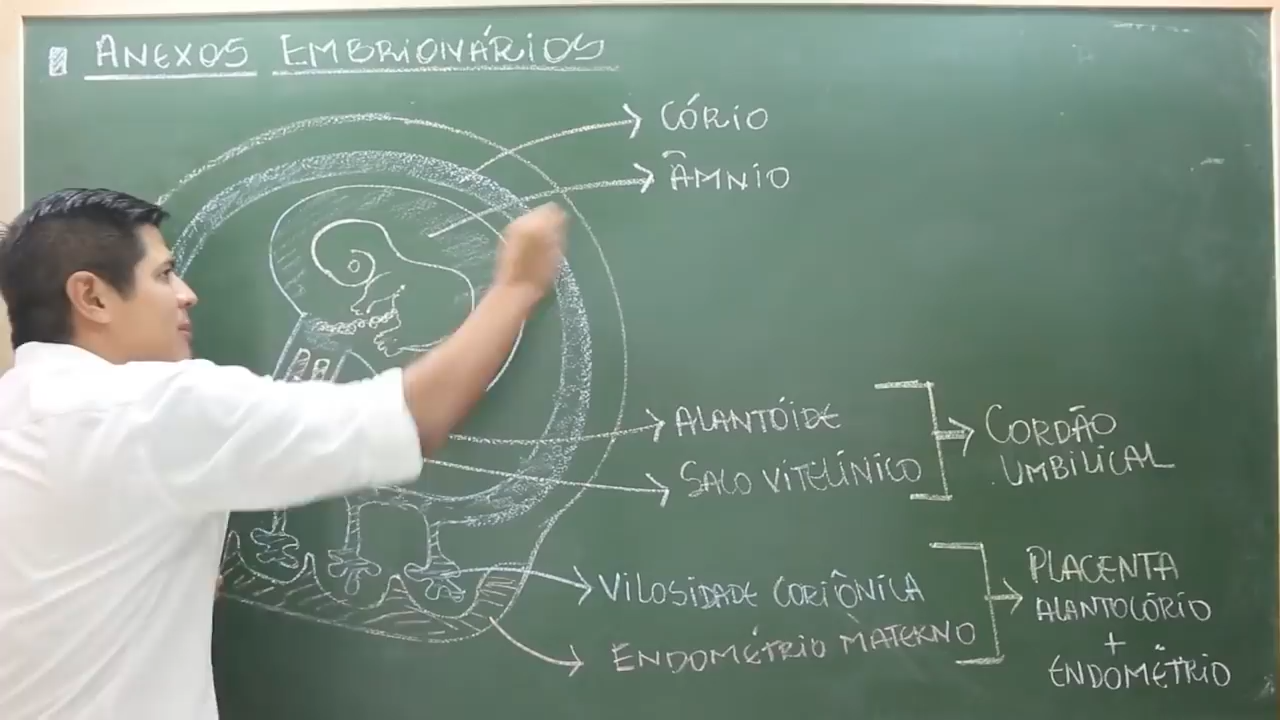 ANEXOS EMBRIONÁRIOS
CÓRIO
ÂMNIO
ALANTÓIDE
SACO VITELÍNICO
CORDÃO
UMBILICAL
VILOSIDADE CORIÔNICA
ENDOMÉTRIO MATERNO
PLACENTA
ALANTOCÓRIO
+
ENDOMÉTRIO